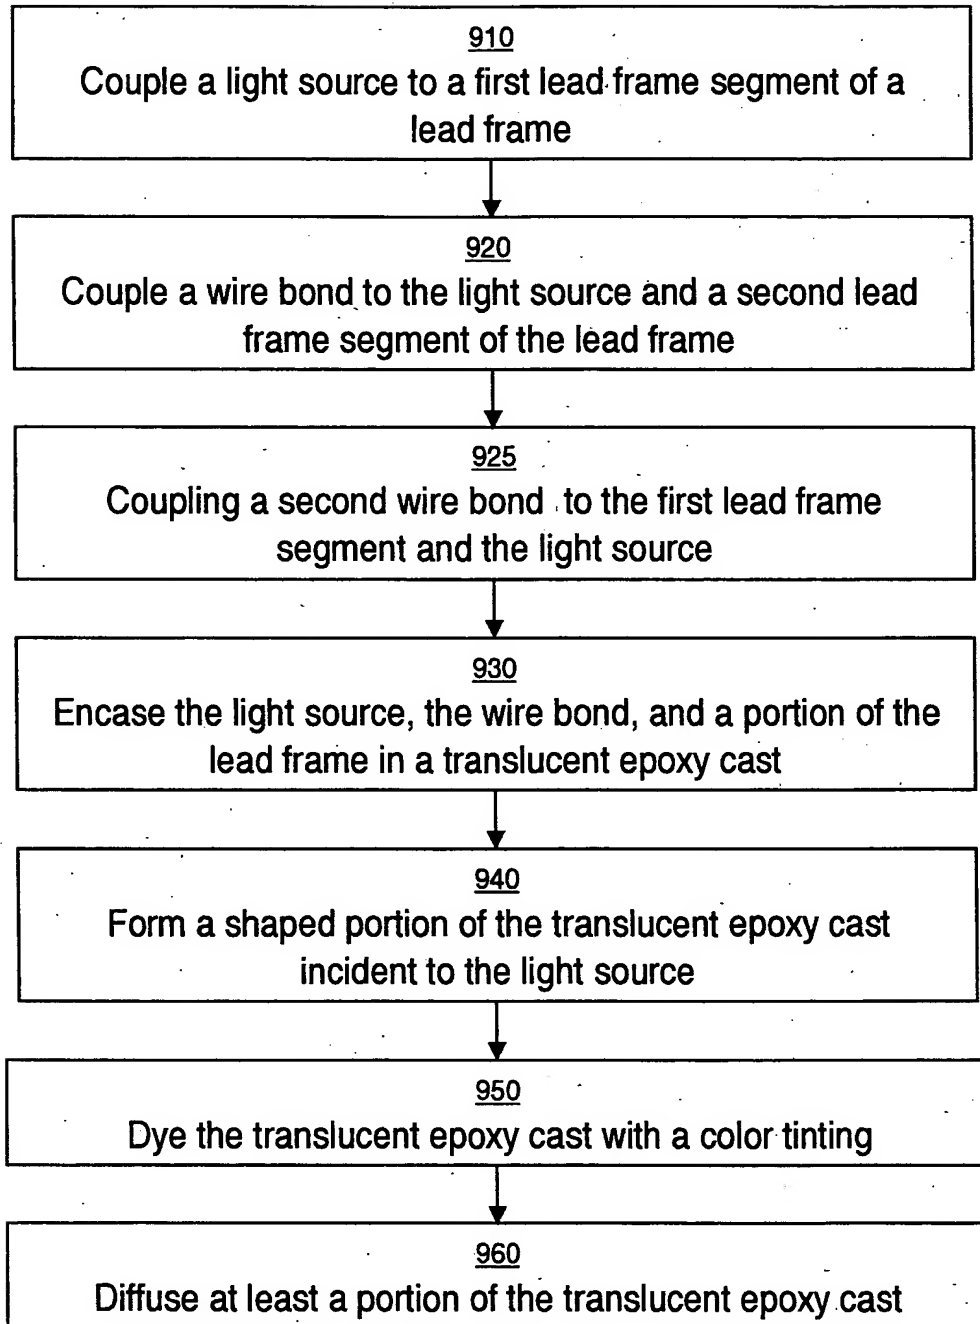 910
Couple a light source to a first lead frame segment of a
lead frame
920
Couple a wire bond to the light source and a second lead
frame segment of the lead frame
925
Coupling a second wire bond to the first lead frame
segment and the light source
930
Encase the light source, the wire bond, and a portion of the
lead frame in a translucent epoxy cast
940
Form a shaped portion of the translucent epoxy cast
incident to the light source
950
Dye the translucent epoxy cast with a color tinting
960
Diffuse at least a portion of the translucent epoxy cast